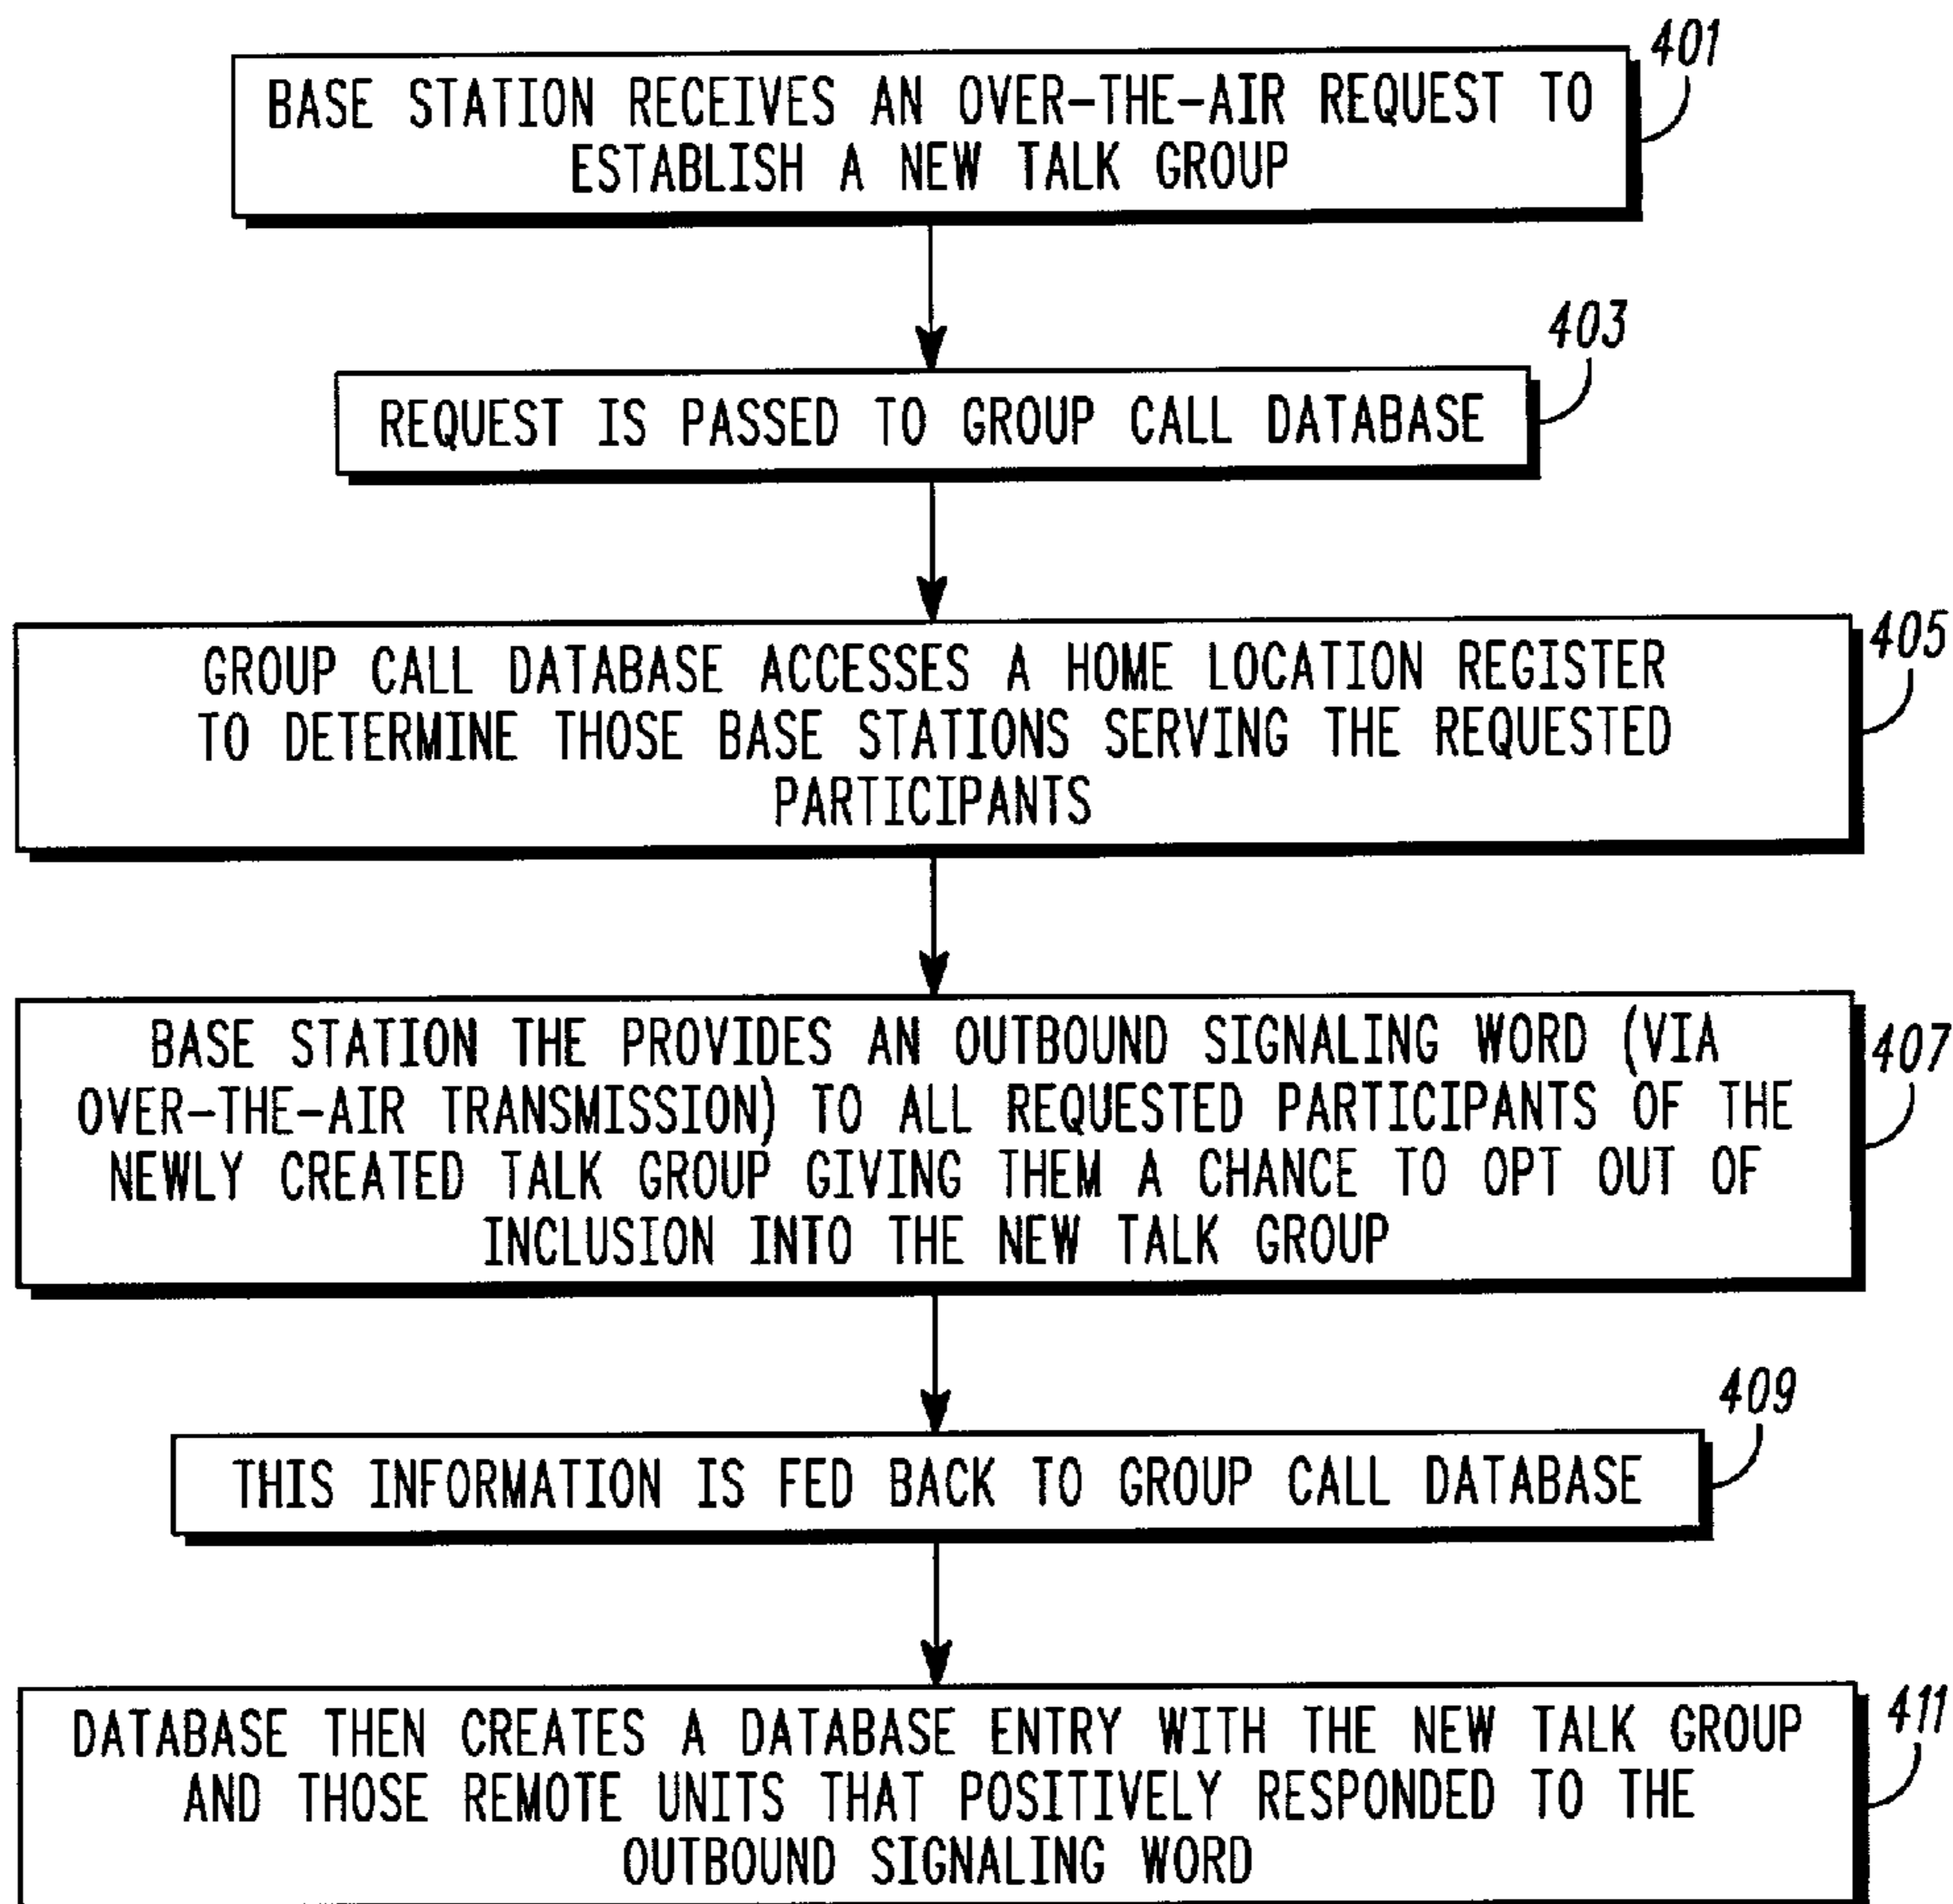 401
BASE STATION RECEIVES AN OVER-THE-AIR REQUEST TO
ESTABLISH A NEW TALK GROUP
403
REQUEST IS PASSED TO GROUP CALL DATABASE
405
GROUP CALL DATABASE ACCESSES A HOME LOCATION REGISTER
TO DETERMINE THOSE BASE STATIONS SERVING THE REQUESTED
PARTICIPANTS
407
BASE STATION THE PROVIDES AN OUTBOUND SIGNALING WORD (VIA
OVER-THE-AIR TRANSMISSION) TO ALL REQUESTED PARTICIPANTS OF THE
NEWLY CREATED TALK GROUP GIVING THEM A CHANCE TO OPT OUT OF
INCLUSION INTO THE NEW TALK GROUP
409
THIS INFORMATION IS FED BACK TO GROUP CALL DATABASE
411
DATABASE THEN CREATES A DATABASE ENTRY WITH THE NEW TALK GROUP
AND THOSE REMOTE UNITS THAT POSITIVELY RESPONDED TO THE
OUTBOUND SIGNALING WORD